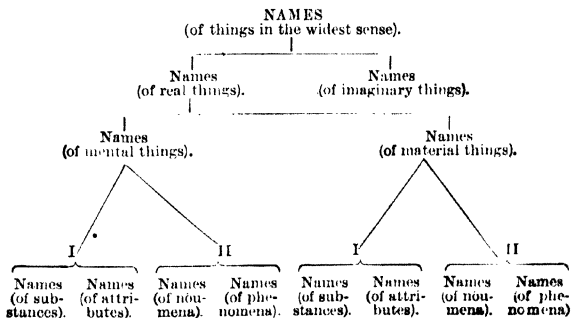 NAMES
(of things in the widest sense).
Names
(of real things).
Names
(of imaginary things).
Names
(of mental things).
Names
(of material things).
I
II
I
II
Names
(of sub-
stances).
Names
(of attri-
butes).
Names
(of nou-
mena).
Names
(of phe-
nomena).
Names
(of sub-
stances).
Names
(of attri-
butes).
Names
(of nou-
mena).
Names
(of phe-
nomena)